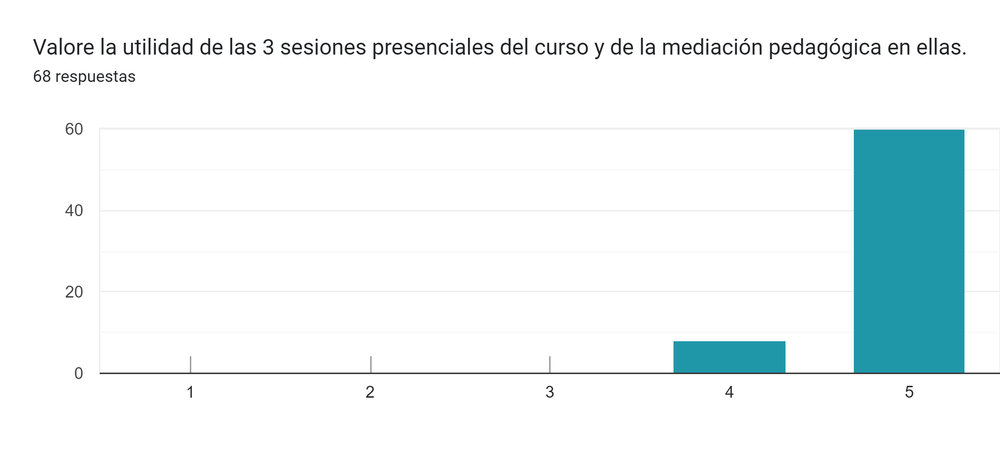 Valore la utilidad de las 3 sesiones presenciales del curso y de la mediación pedagógica en ellas.
68 respuestas
60
40
20
0
1 2 3 4 5